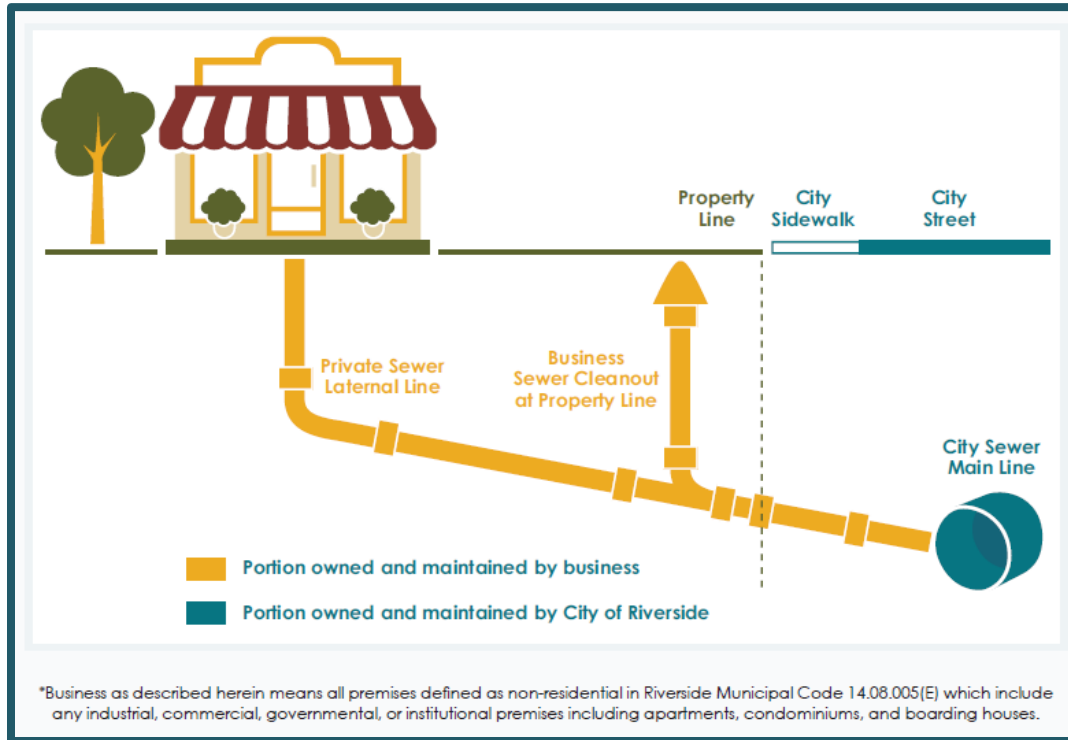 Property
Line
City
Sidewalk
City
Street
Private Sewer
Laternal Line
Business
Sewer Cleanout
at Property Line
City Sewer
Main Line
Portion owned and maintained by business
Portion owned and maintained by City of Riverside
*Business as described herein means all premises defined as non-residential in Riverside Municipal Code 14.08.005(E) which include
any industrial, commercial, governmental, or institutional premises including apartments, condominiums, and boarding houses.